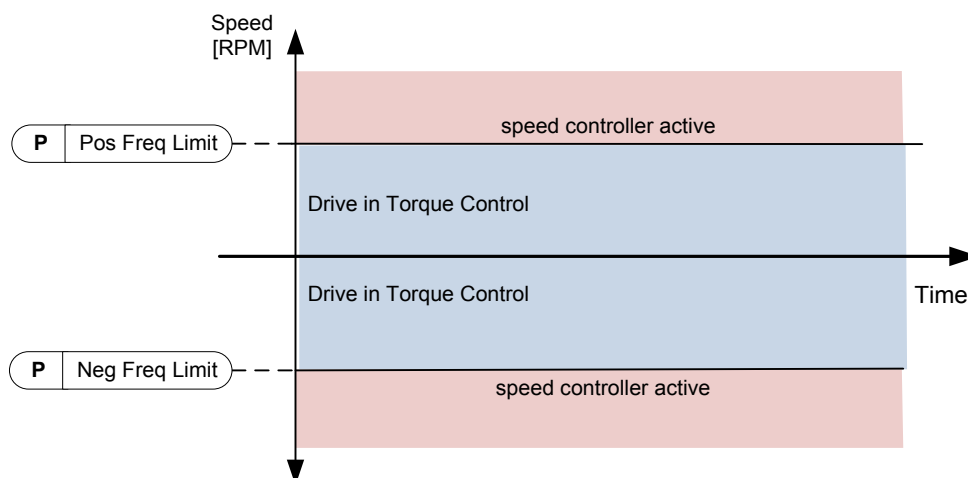 Speed
[RPM]
speed controller active
P Pos Freq Limit
Drive in Torque Control
Drive in Torque Control
Time
P Neg Freq Limit
speed controller active